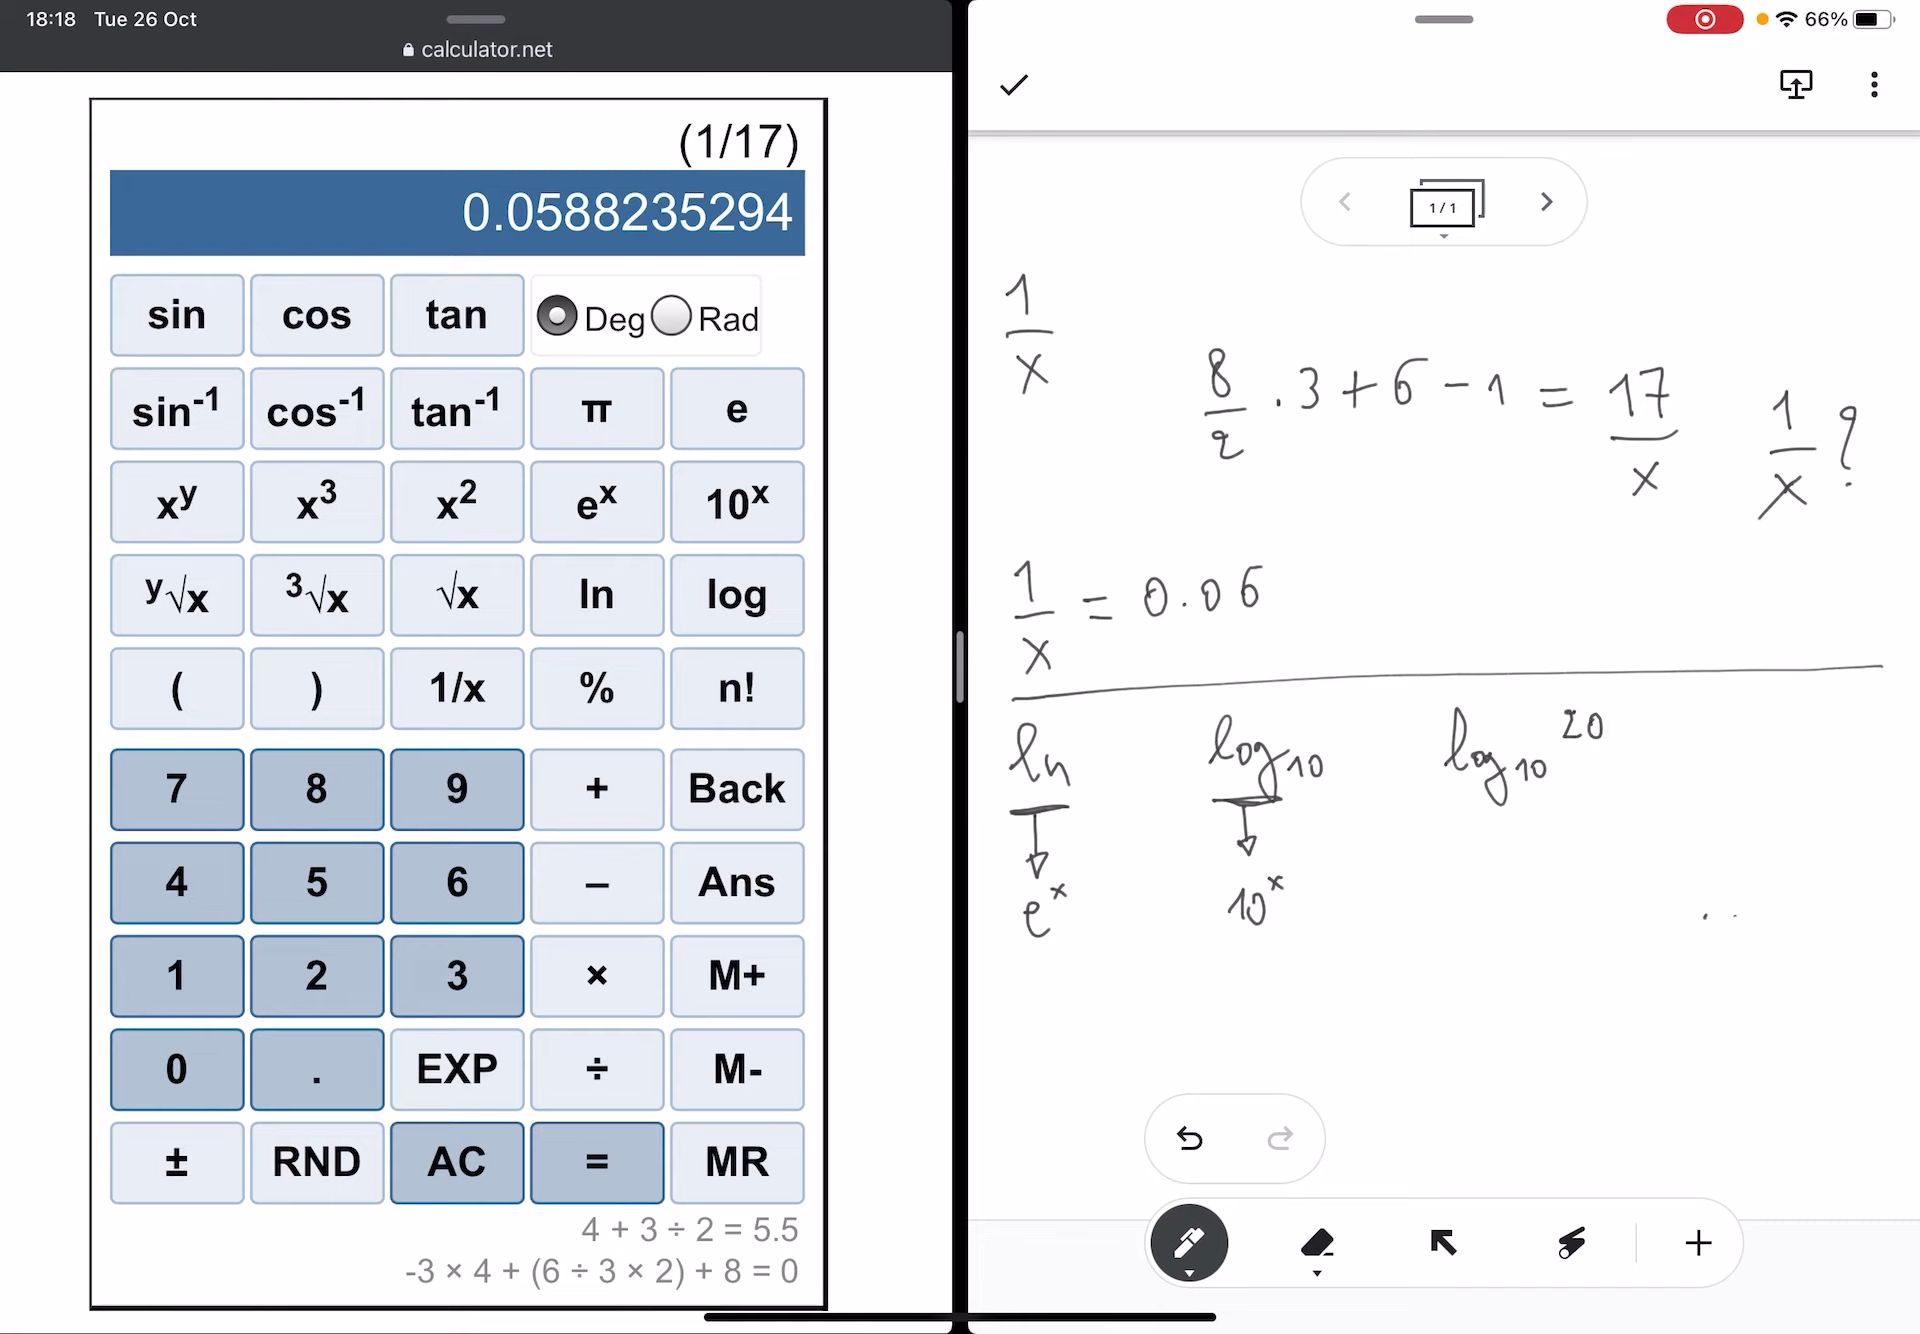 18:18 Tue 26 Oct
66%
calculator.net
(1/17)
0.0588235294
sin cos tan Deg Rad
sin⁻¹ cos⁻¹ tan⁻¹ π e
xʸ x³ x² eˣ 10ˣ
ʸ√x ³√x √x ln log
( ) 1/x % n!
7 8 9 + Back
4 5 6 – Ans
1 2 3 × M+
0 . EXP ÷ M-
± RND AC = MR
4 + 3 ÷ 2 = 5.5
-3 × 4 + (6 ÷ 3 × 2) + 8 = 0
1/1
1/x
8/2 . 3 + 6 - 1 = 17/x 1/x ?
1/x = 0.06
ln log₁₀ log₁₀ 20
eˣ 10ˣ